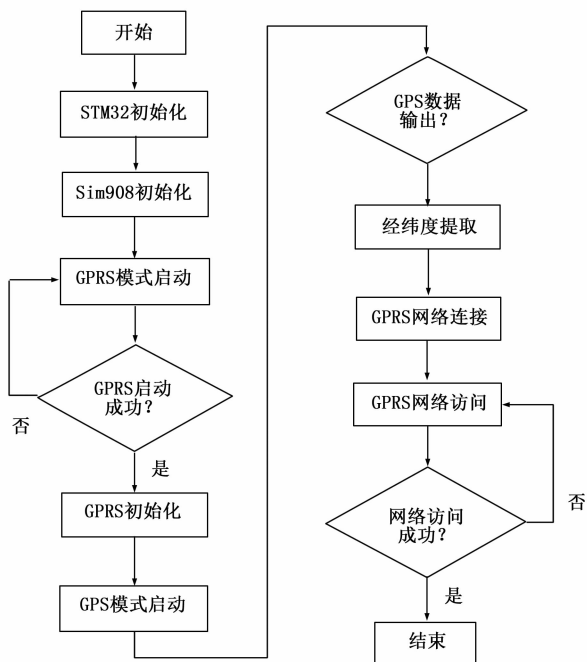 开始
STM32初始化
Sim908初始化
GPRS模式启动
GPRS启动
成功？
否
是
GPRS初始化
GPS模式启动
GPS数据
输出？
经纬度提取
GPRS网络连接
GPRS网络访问
网络访问
成功？
否
是
结束